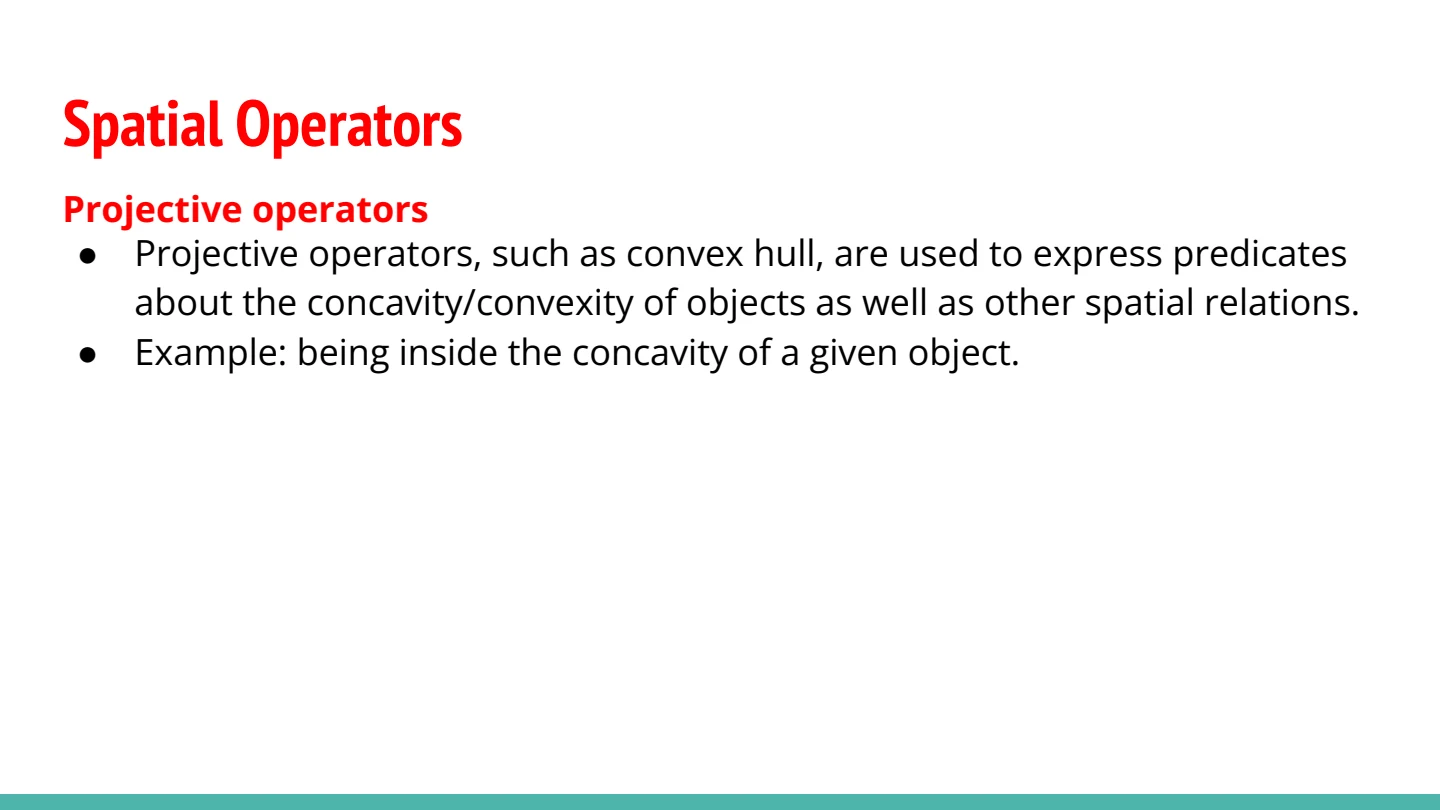 Spatial Operators
Projective operators
● Projective operators, such as convex hull, are used to express predicates
about the concavity/convexity of objects as well as other spatial relations.
● Example: being inside the concavity of a given object.